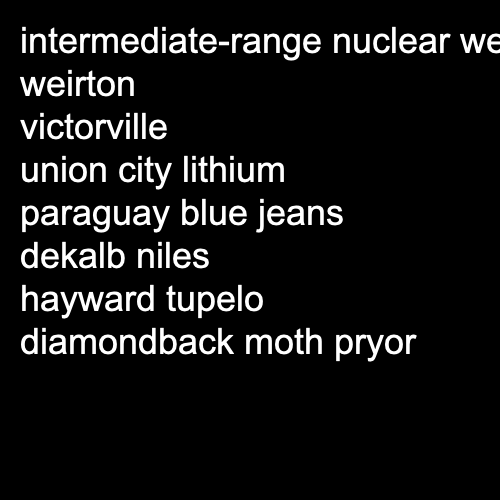 intermediate-range nuclear we
weirton
victorville
union city lithium
paraguay blue jeans
dekalb niles
hayward tupelo
diamondback moth pryor